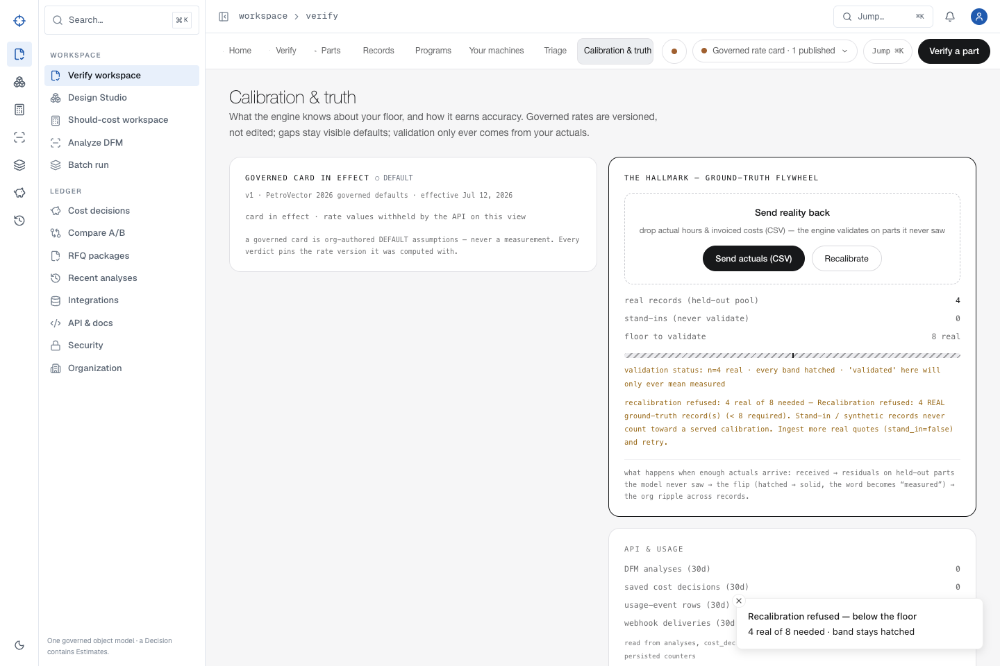 Search...
⌘ K
WORKSPACE
Verify workspace
Design Studio
Should-cost workspace
Analyze DFM
Batch run
LEDGER
Cost decisions
Compare A/B
RFQ packages
Recent analyses
Integrations
API & docs
Security
Organization
One governed object model · a Decision
contains Estimates.
workspace > verify
Jump...
⌘K
Home
Verify
Parts
Records
Programs
Your machines
Triage
Calibration & truth
Governed rate card · 1 published
Jump ⌘K
Verify a part
Calibration & truth
What the engine knows about your floor, and how it earns accuracy. Governed rates are versioned,
not edited; gaps stay visible defaults; validation only ever comes from your actuals.
GOVERNED CARD IN EFFECT ○ DEFAULT
v1 · PetroVector 2026 governed defaults · effective Jul 12, 2026
card in effect · rate values withheld by the API on this view
a governed card is org-authored DEFAULT assumptions — never a measurement. Every
verdict pins the rate version it was computed with.
THE HALLMARK — GROUND-TRUTH FLYWHEEL
Send reality back
drop actual hours & invoiced costs (CSV) — the engine validates on parts it never saw
Send actuals (CSV)
Recalibrate
real records (held-out pool) 4
stand-ins (never validate) 0
floor to validate 8 real
validation status: n=4 real · every band hatched · 'validated' here will
only ever mean measured
recalibration refused: 4 real of 8 needed — Recalibration refused: 4 REAL
ground-truth record(s) (< 8 required). Stand-in / synthetic records never
count toward a served calibration. Ingest more real quotes (stand_in=false)
and retry.
what happens when enough actuals arrive: received → residuals on held-out parts
the model never saw → the flip (hatched → solid, the word becomes “measured”) →
the org ripple across records.
API & USAGE
DFM analyses (30d) 0
saved cost decisions (30d) 0
usage-event rows (30d)
webhook deliveries (30d
read from analyses, cost_dec
persisted counters
Recalibration refused — below the floor
4 real of 8 needed · band stays hatched